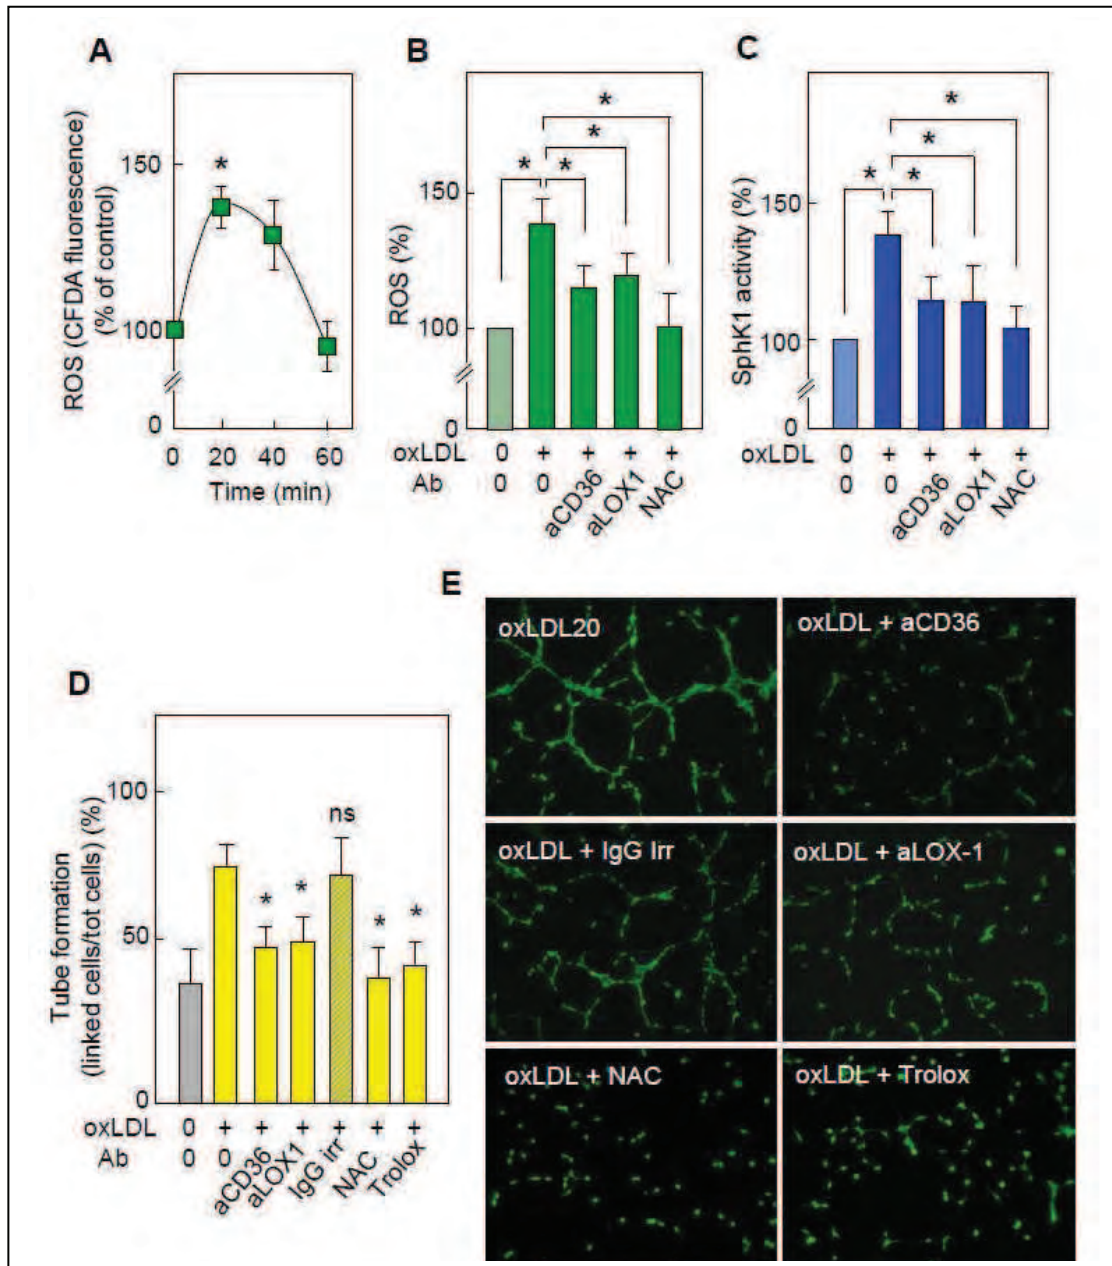 A
ROS (CFDA fluorescence)
(% of control)
150
100
0
*
0 20 40 60
Time (min)
B
ROS (%)
150
100
0
*
*
* *
oxLDL 0 + + + +
Ab 0 0 aCD36 aLOX1 NAC
C
SphK1 activity (%)
150
100
0
*
*
* *
oxLDL 0 + + + +
0 0 aCD36 aLOX1 NAC
D
Tube formation
(linked cells/tot cells) (%)
100
50
0
ns
* * * *
oxLDL 0 + + + + + +
Ab 0 0 aCD36 aLOX1 IgG irr NAC Trolox
E
oxLDL20
oxLDL + aCD36
oxLDL + IgG Irr
oxLDL + aLOX-1
oxLDL + NAC
oxLDL + Trolox